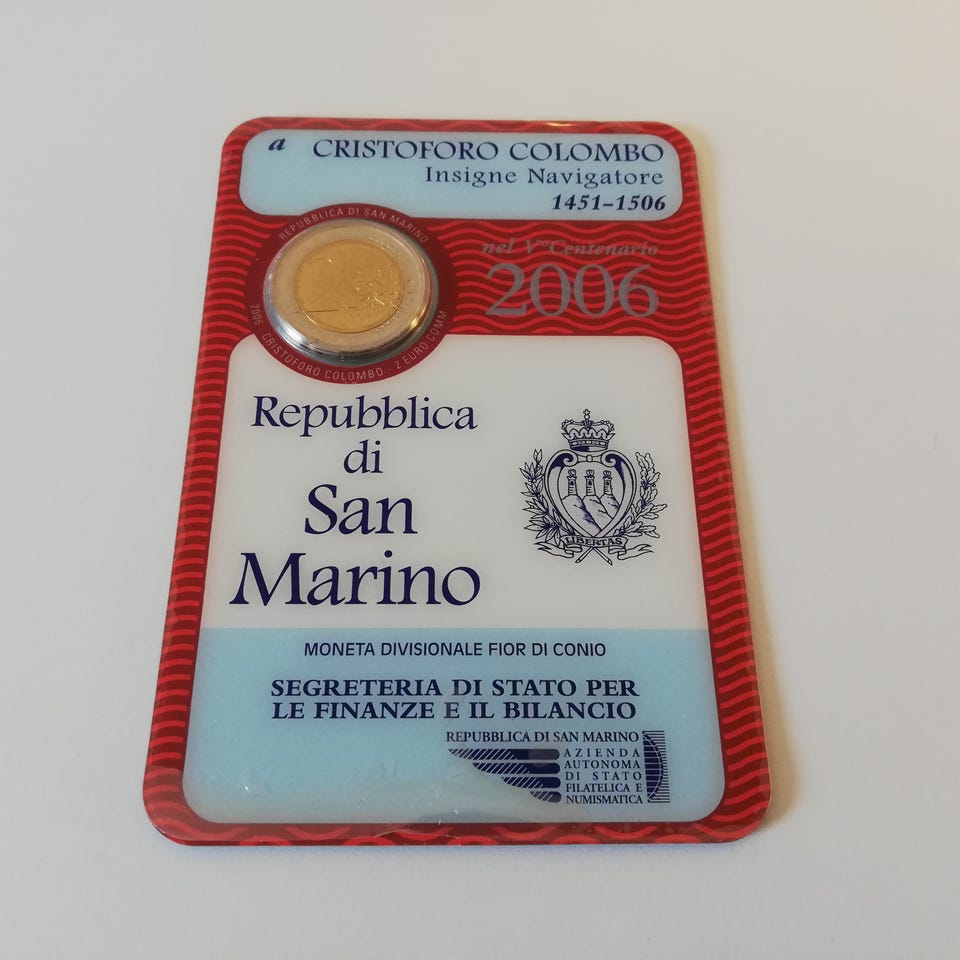 a CRISTOFORO COLOMBO
Insigne Navigatore
1451-1506
REPUBBLICA DI SAN MARINO
2006 CRISTOFORO COLOMBO - 2 EURO COMM
nel V° Centenario
2006
Repubblica
di
San
Marino
LIBERTAS
MONETA DIVISIONALE FIOR DI CONIO
SEGRETERIA DI STATO PER
LE FINANZE E IL BILANCIO
REPUBBLICA DI SAN MARINO
AZIENDA
AUTONOMA
DI STATO
FILATELICA E
NUMISMATICA